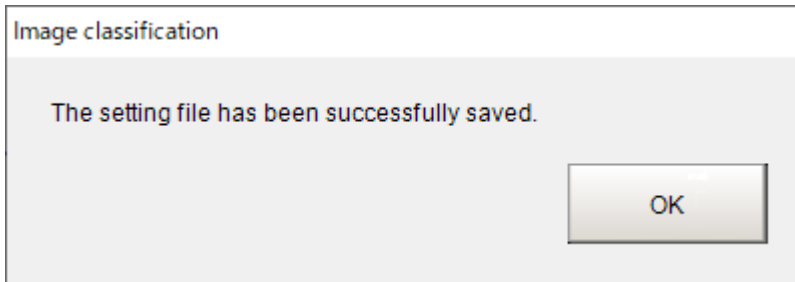 Image classification
The setting file has been successfully saved.
OK